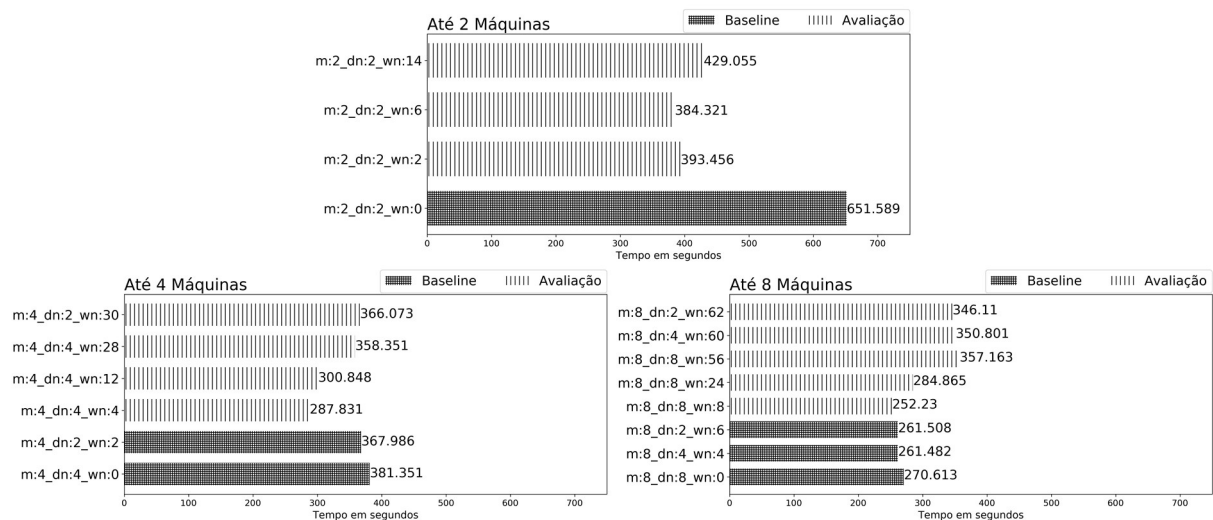 Até 2 Máquinas
Baseline Avaliação
m:2_dn:2_wn:14 429.055
m:2_dn:2_wn:6 384.321
m:2_dn:2_wn:2 393.456
m:2_dn:2_wn:0 651.589
0 100 200 300 400 500 600 700
Tempo em segundos
Até 4 Máquinas
Baseline Avaliação
m:4_dn:2_wn:30 366.073
m:4_dn:4_wn:28 358.351
m:4_dn:4_wn:12 300.848
m:4_dn:4_wn:4 287.831
m:4_dn:2_wn:2 367.986
m:4_dn:4_wn:0 381.351
0 100 200 300 400 500 600 700
Tempo em segundos
Até 8 Máquinas
Baseline Avaliação
m:8_dn:2_wn:62 346.11
m:8_dn:4_wn:60 350.801
m:8_dn:8_wn:56 357.163
m:8_dn:8_wn:24 284.865
m:8_dn:8_wn:8 252.23
m:8_dn:2_wn:6 261.508
m:8_dn:4_wn:4 261.482
m:8_dn:8_wn:0 270.613
0 100 200 300 400 500 600 700
Tempo em segundos